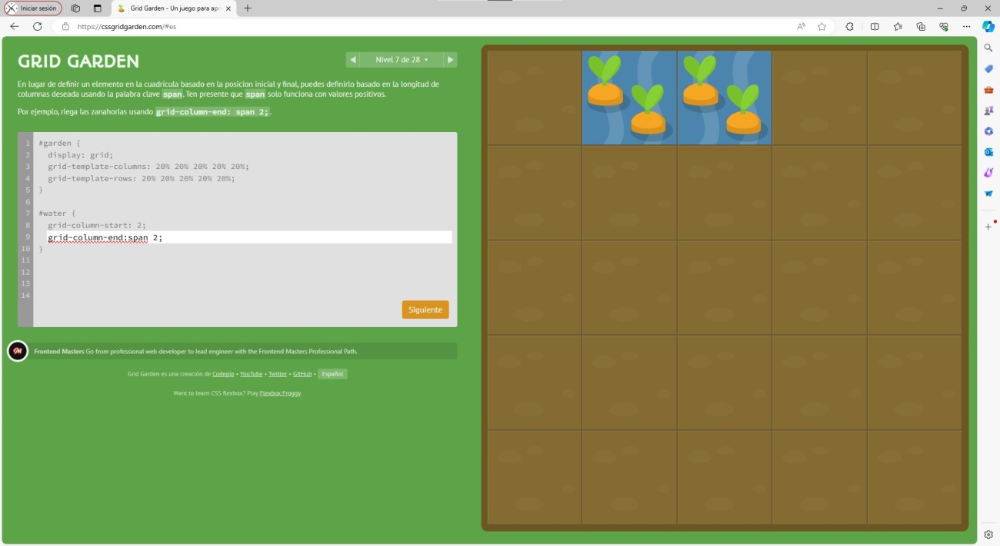 Iniciar sesión
Grid Garden - Un juego para apr
https://cssgridgarden.com/#es
GRID GARDEN
Nivel 7 de 28
En lugar de definir un elemento en la cuadrícula basado en la posicion inicial y final, puedes definirlo basado en la longitud de
columnas deseada usando la palabra clave span. Ten presente que span solo funciona con valores positivos.
Por ejemplo, riega las zanahorias usando grid-column-end: span 2;.
1 #garden {
2 display: grid;
3 grid-template-columns: 20% 20% 20% 20% 20%;
4 grid-template-rows: 20% 20% 20% 20% 20%;
5 }
6
7 #water {
8 grid-column-start: 2;
9 grid-column-end:span 2;
10 }
11
12
13
14
Siguiente
Frontend Masters Go from professional web developer to lead engineer with the Frontend Masters Professional Path.
Grid Garden es una creación de Codepip • YouTube • Twitter • GitHub • Español
Want to learn CSS flexbox? Play Flexbox Froggy.